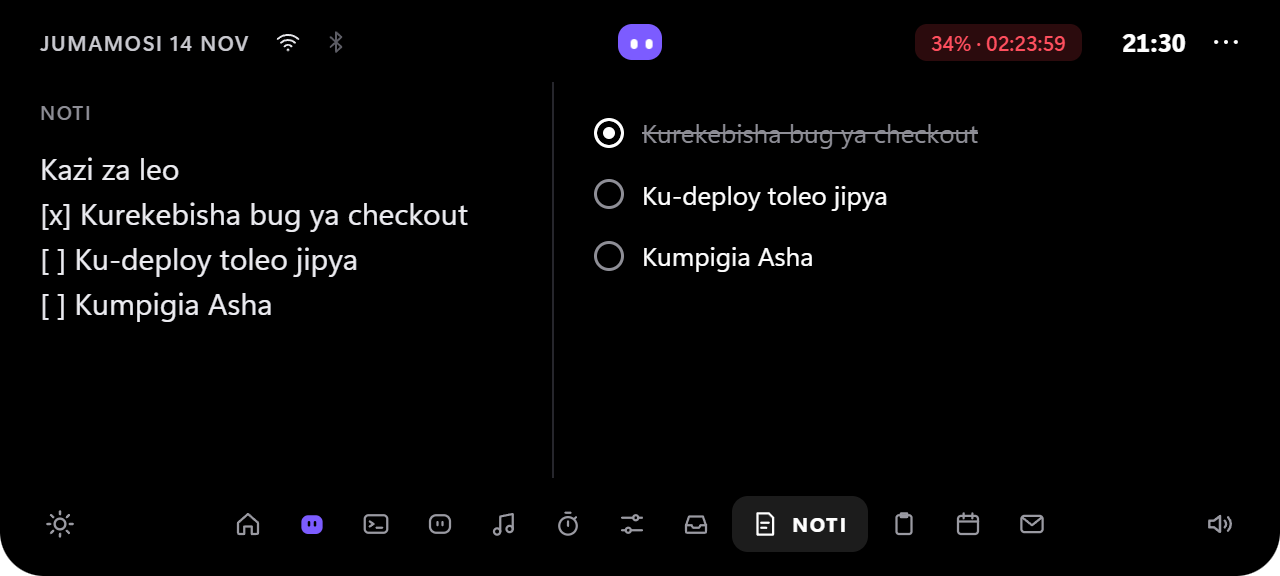 JUMAMOSI 14 NOV
34% · 02:23:59
21:30
NOTI
Kazi za leo
[x] Kurekebisha bug ya checkout
[ ] Ku-deploy toleo jipya
[ ] Kumpigia Asha
Kurekebisha bug ya checkout
Ku-deploy toleo jipya
Kumpigia Asha
NOTI